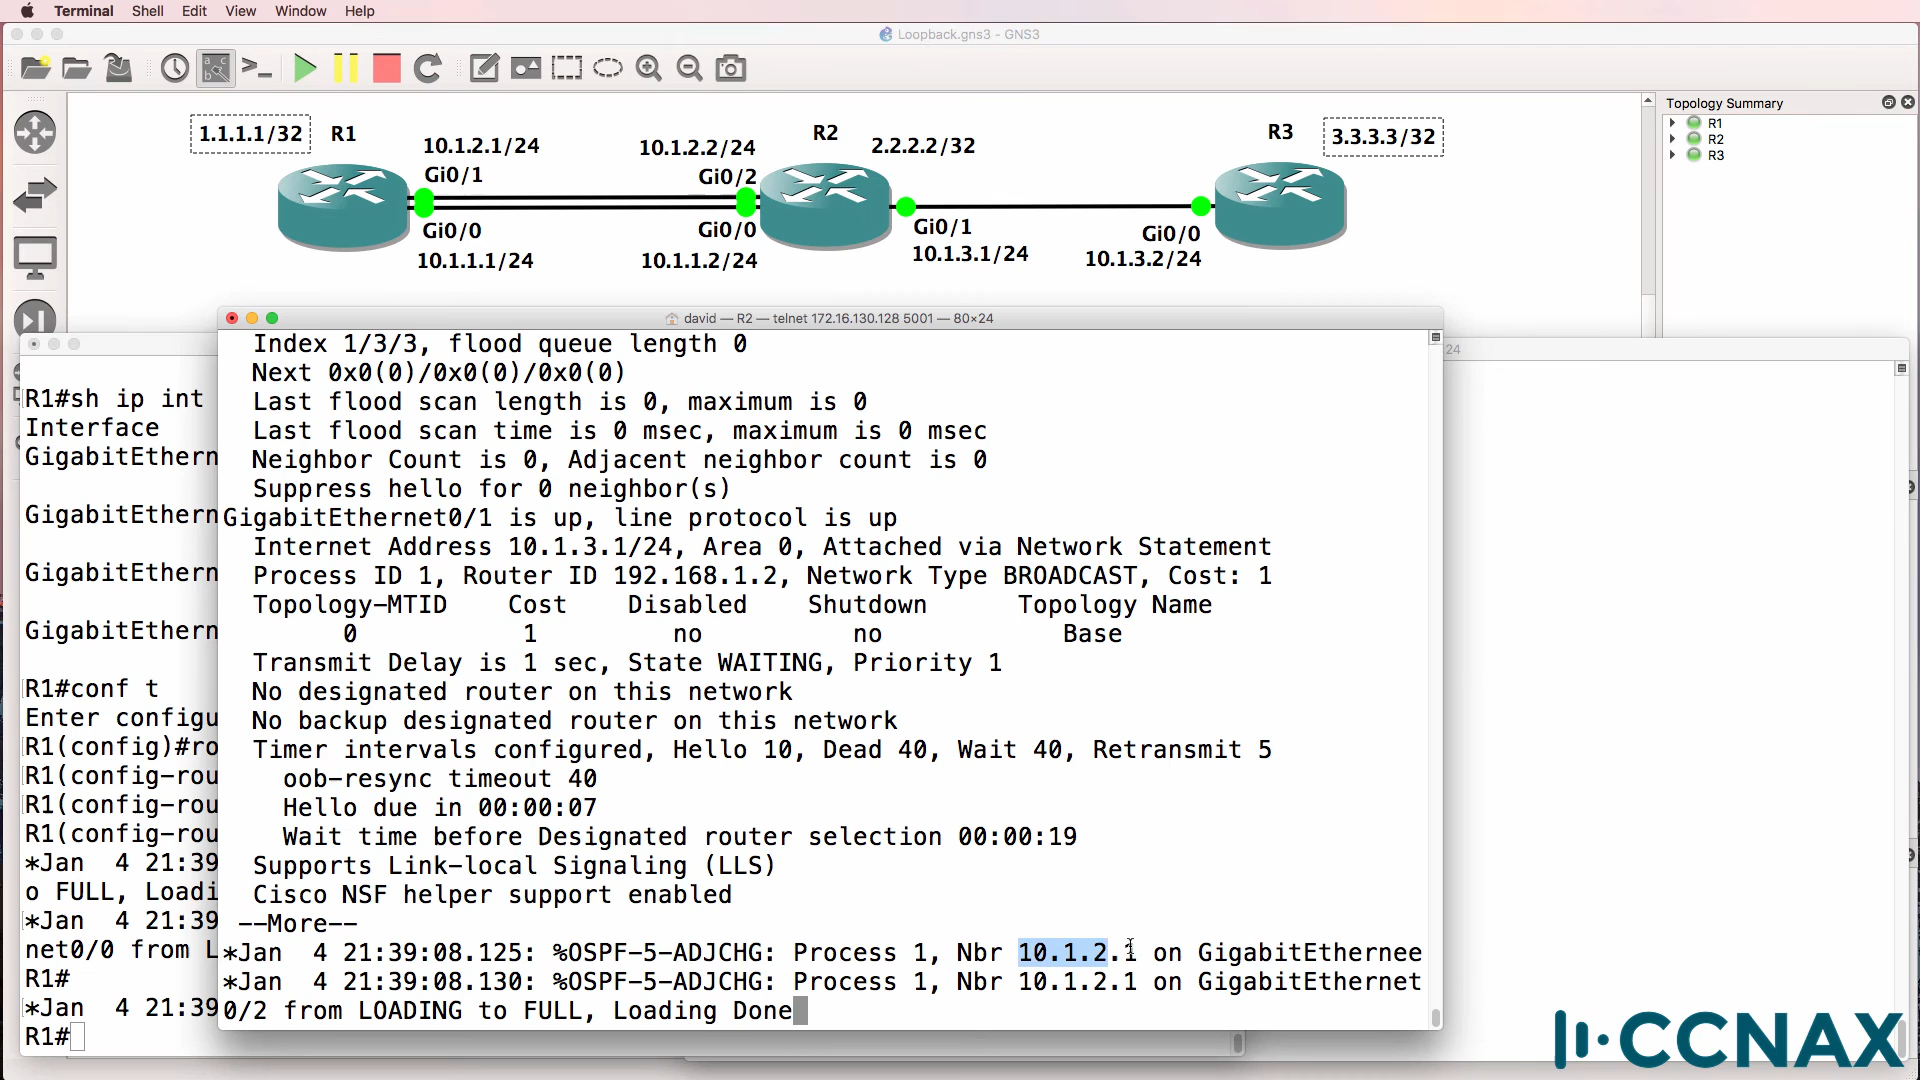 Terminal Shell Edit View Window Help
Loopback.gns3 - GNS3
Topology Summary
R1
R2
R3
1.1.1.1/32 R1
10.1.2.1/24
Gi0/1
10.1.2.2/24
Gi0/2
R2
2.2.2.2/32
R3
3.3.3.3/32
Gi0/0
10.1.1.1/24
Gi0/0
10.1.1.2/24
Gi0/1
10.1.3.1/24
Gi0/0
10.1.3.2/24
david — R2 — telnet 172.16.130.128 5001 — 80×24
24
Index 1/3/3, flood queue length 0
Next 0x0(0)/0x0(0)/0x0(0)
Last flood scan length is 0, maximum is 0
Last flood scan time is 0 msec, maximum is 0 msec
Neighbor Count is 0, Adjacent neighbor count is 0
Suppress hello for 0 neighbor(s)
GigabitEthernet0/1 is up, line protocol is up
Internet Address 10.1.3.1/24, Area 0, Attached via Network Statement
Process ID 1, Router ID 192.168.1.2, Network Type BROADCAST, Cost: 1
Topology-MTID Cost Disabled Shutdown Topology Name
0 1 no no Base
Transmit Delay is 1 sec, State WAITING, Priority 1
No designated router on this network
No backup designated router on this network
Timer intervals configured, Hello 10, Dead 40, Wait 40, Retransmit 5
oob-resync timeout 40
Hello due in 00:00:07
Wait time before Designated router selection 00:00:19
Supports Link-local Signaling (LLS)
Cisco NSF helper support enabled
--More--
*Jan  4 21:39:08.125: %OSPF-5-ADJCHG: Process 1, Nbr 10.1.2.1 on GigabitEthernee
*Jan  4 21:39:08.130: %OSPF-5-ADJCHG: Process 1, Nbr 10.1.2.1 on GigabitEthernet
0/2 from LOADING to FULL, Loading Done
R1#sh ip int
Interface
GigabitEthern
GigabitEthern
GigabitEthern
GigabitEthern
R1#conf t
Enter configu
R1(config)#ro
R1(config-rou
R1(config-rou
R1(config-rou
*Jan  4 21:39
o FULL, Loadi
*Jan  4 21:39
net0/0 from L
R1#
*Jan  4 21:39
R1#
CCNAX